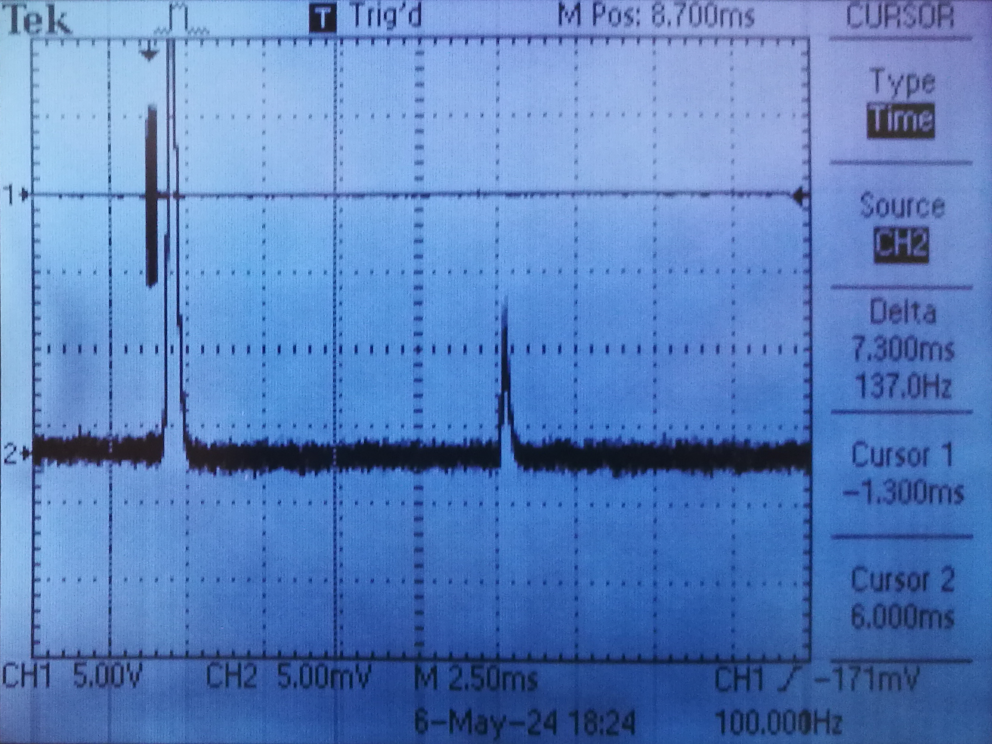 Tek T Trig'd M Pos: 8.700ms CURSOR
Type
Time
1
Source
CH2
Delta
7.300ms
137.0Hz
2
Cursor 1
-1.300ms
Cursor 2
6.000ms
CH1 5.00V CH2 5.00mV M 2.50ms CH1 -171mV
6-May-24 18:24 100.000Hz